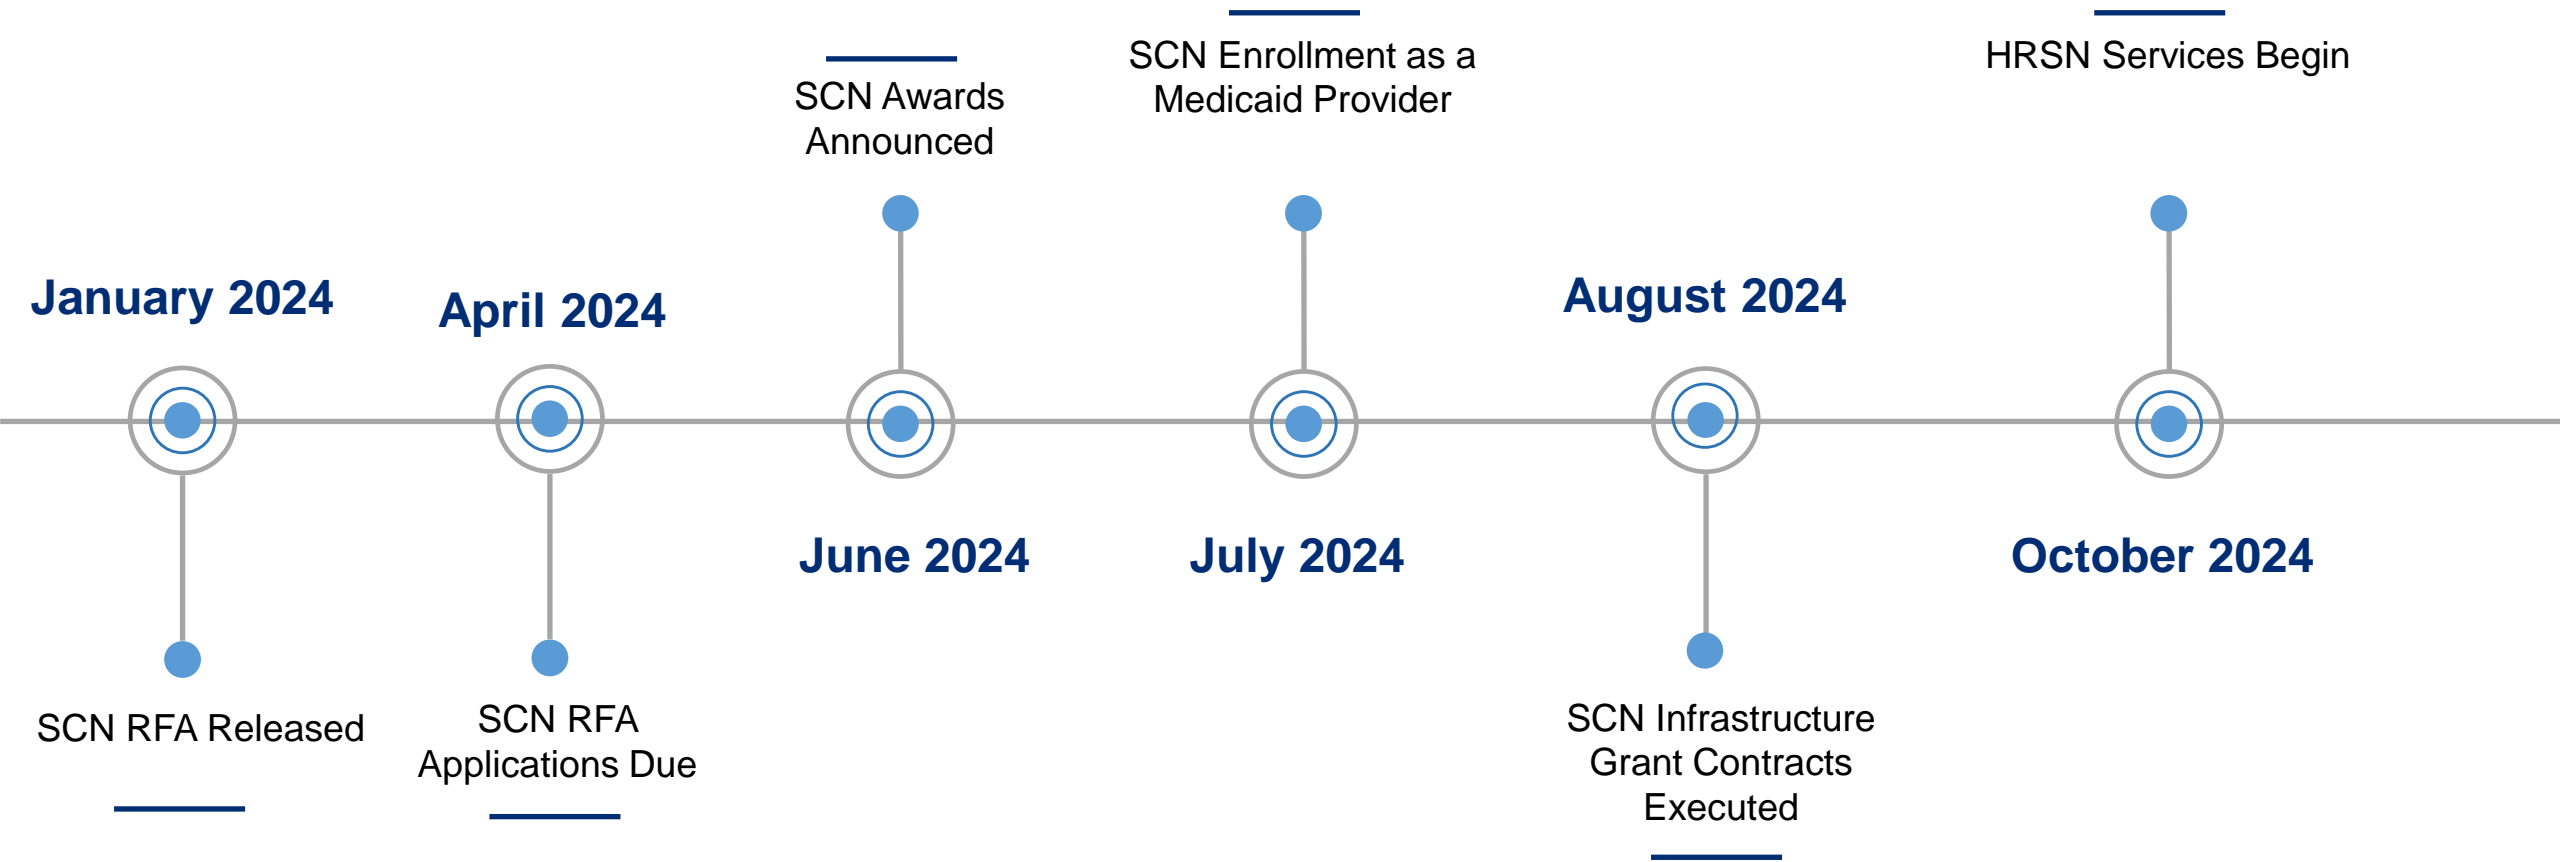 January 2024
SCN RFA Released
April 2024
SCN RFA
Applications Due
SCN Awards
Announced
June 2024
SCN Enrollment as a
Medicaid Provider
July 2024
August 2024
SCN Infrastructure
Grant Contracts
Executed
HRSN Services Begin
October 2024